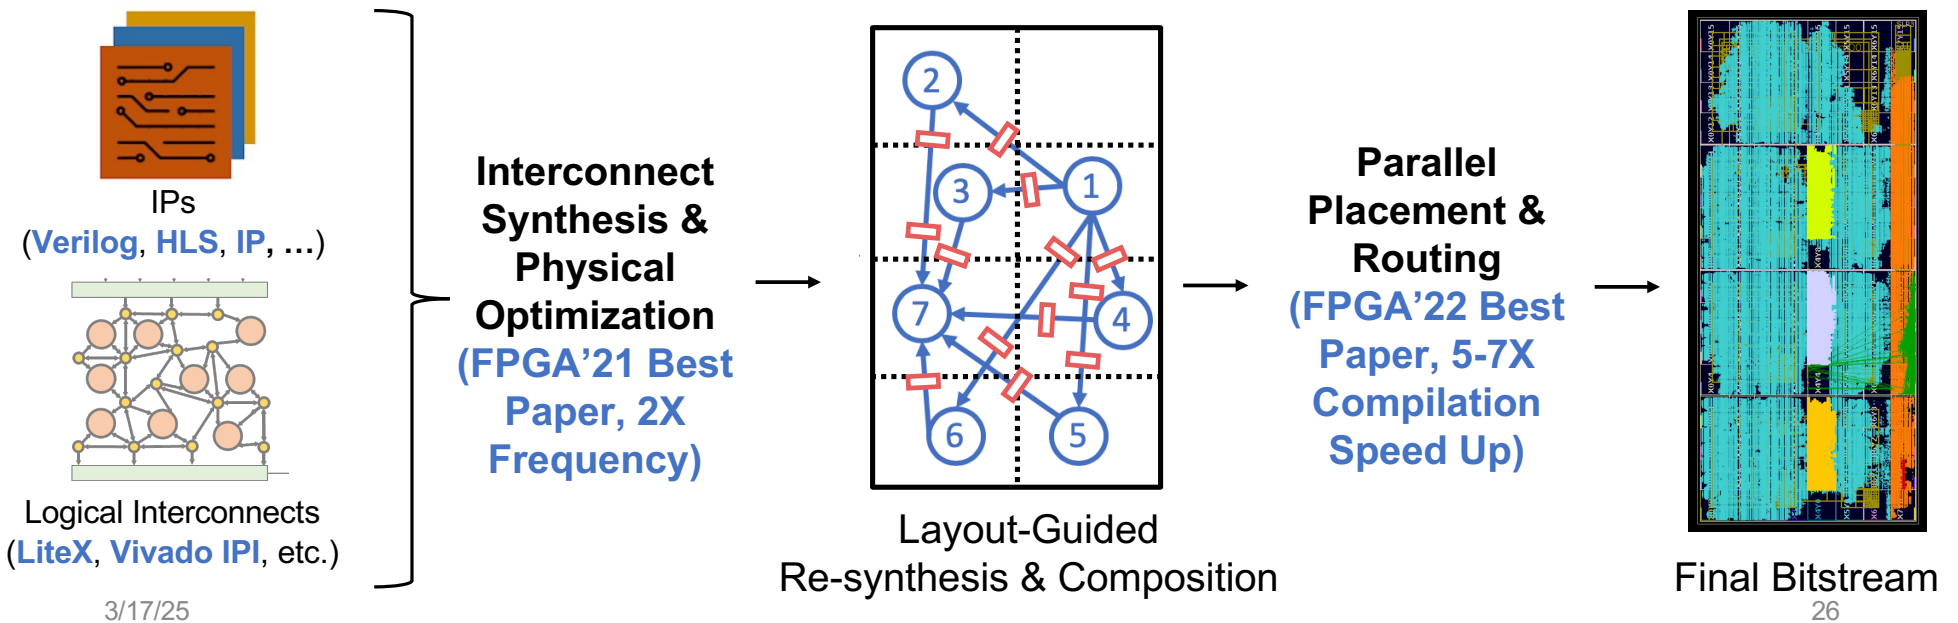 IPs
(Verilog, HLS, IP, …)
Logical Interconnects
(LiteX, Vivado IPI, etc.)
3/17/25
Interconnect
Synthesis &
Physical
Optimization
(FPGA’21 Best
Paper, 2X
Frequency)
2
3
1
7
4
6
5
Layout-Guided
Re-synthesis & Composition
Parallel
Placement &
Routing
(FPGA’22 Best
Paper, 5-7X
Compilation
Speed Up)
Final Bitstream
26